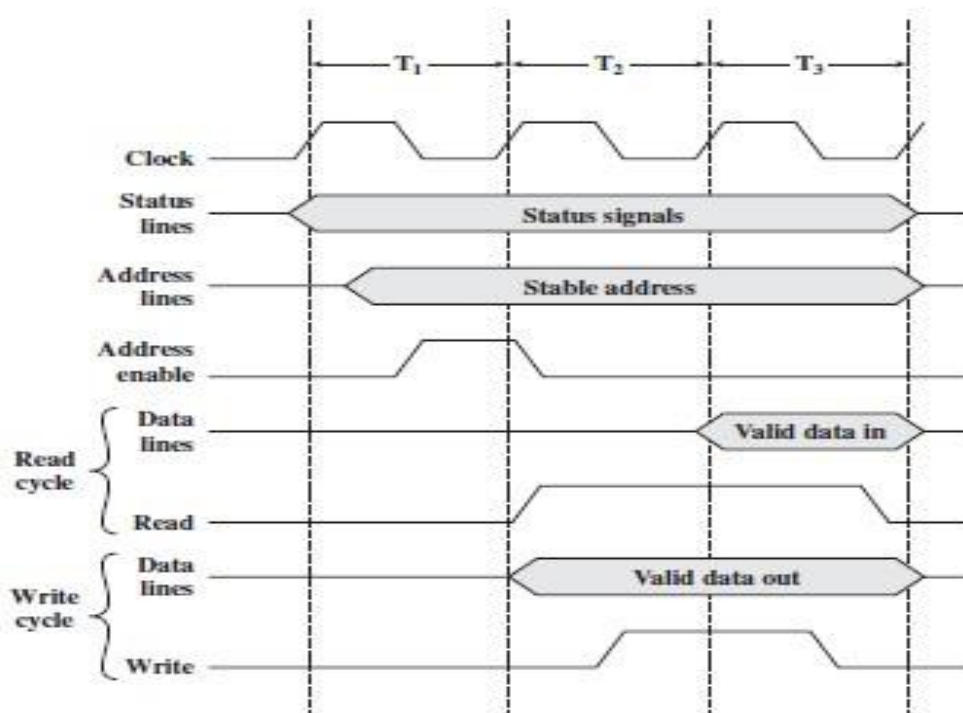 T₁ T₂ T₃
Clock
Status
lines
Status signals
Address
lines
Stable address
Address
enable
Read
cycle
Data
lines
Valid data in
Read
Write
cycle
Data
lines
Valid data out
Write